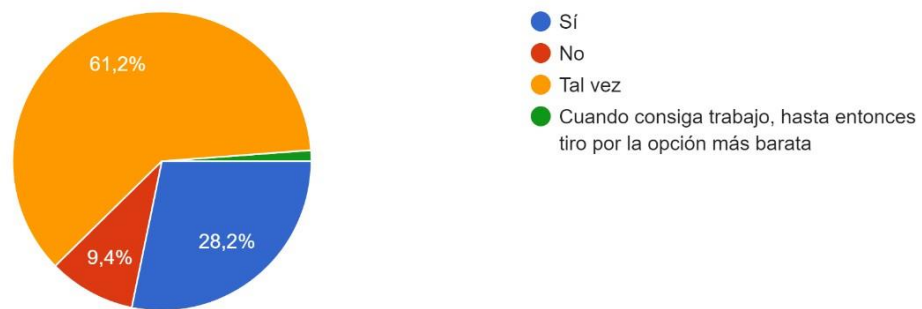 61,2%
9,4%
28,2%
Sí
No
Tal vez
Cuando consiga trabajo, hasta entonces
tiro por la opción más barata